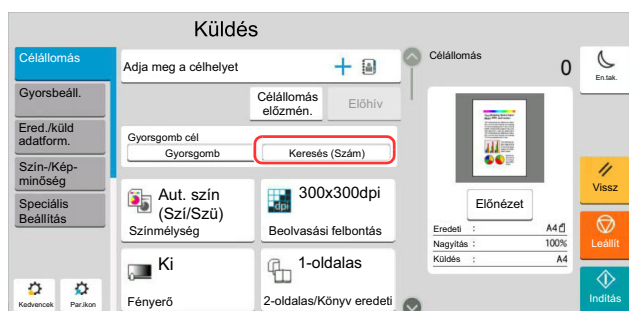 Küldés
Célállomás
Gyorsbeáll.
Ered./küld
adatform.
Szín-/Kép-
minőség
Speciális
Beállítás
Kedvencek
Par.ikon
Adja meg a célhelyet
Célállomás
előzmén.
Előhív
Gyorsgomb cél
Gyorsgomb
Keresés (Szám)
Aut. szín
(Szí/Szü)
Színmélység
dpi
300x300dpi
Beolvasási felbontás
Ki
Fényerő
1-oldalas
2-oldalas/Könyv eredeti
Célállomás 0
Előnézet
Eredeti : A4
Nagyítás : 100%
Küldés : A4
En.tak.
Vissz
Leállít
Indítás